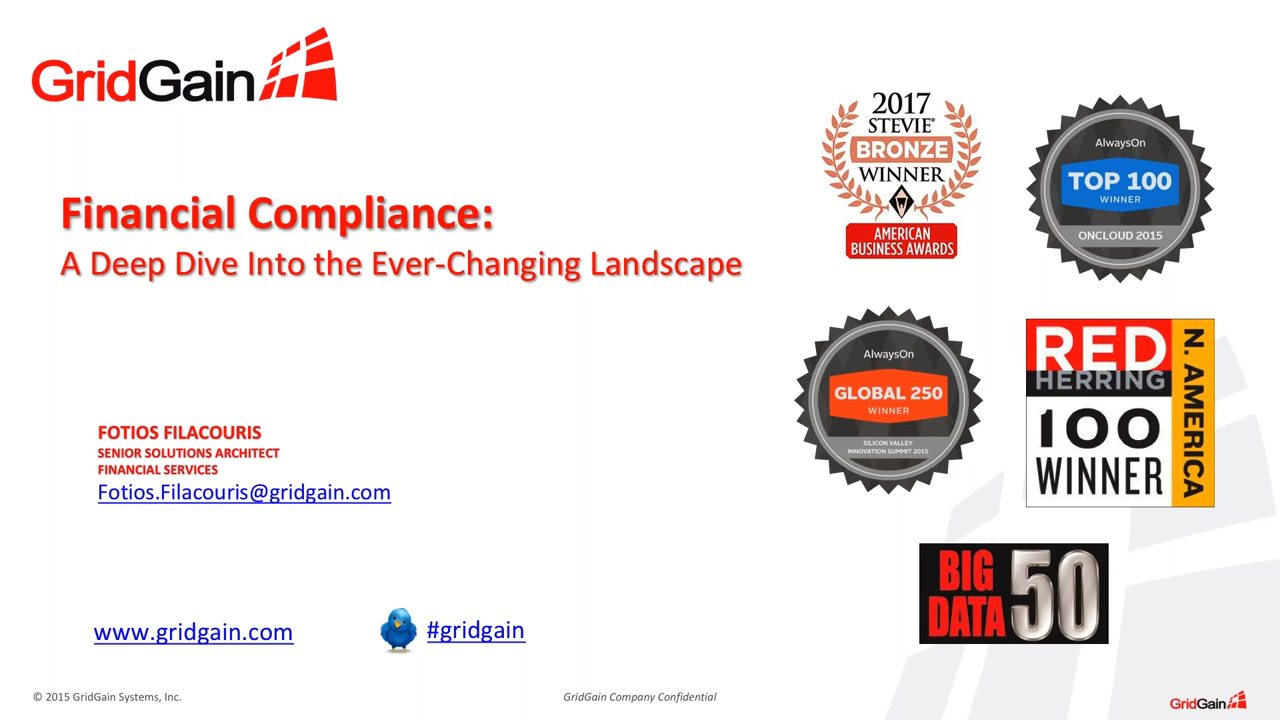 GridGain
Financial Compliance:
A Deep Dive Into the Ever-Changing Landscape
FOTIOS FILACOURIS
SENIOR SOLUTIONS ARCHITECT
FINANCIAL SERVICES
Fotios.Filacouris@gridgain.com
www.gridgain.com
#gridgain
2017
STEVIE®
BRONZE
WINNER
AMERICAN
BUSINESS AWARDS
AlwaysOn
TOP 100
WINNER
ONCLOUD 2015
AlwaysOn
GLOBAL 250
WINNER
SILICON VALLEY
INNOVATION SUMMIT 2015
RED
HERRING
100
WINNER
N. AMERICA
BIG
DATA
50
© 2015 GridGain Systems, Inc.
GridGain Company Confidential
GridGain